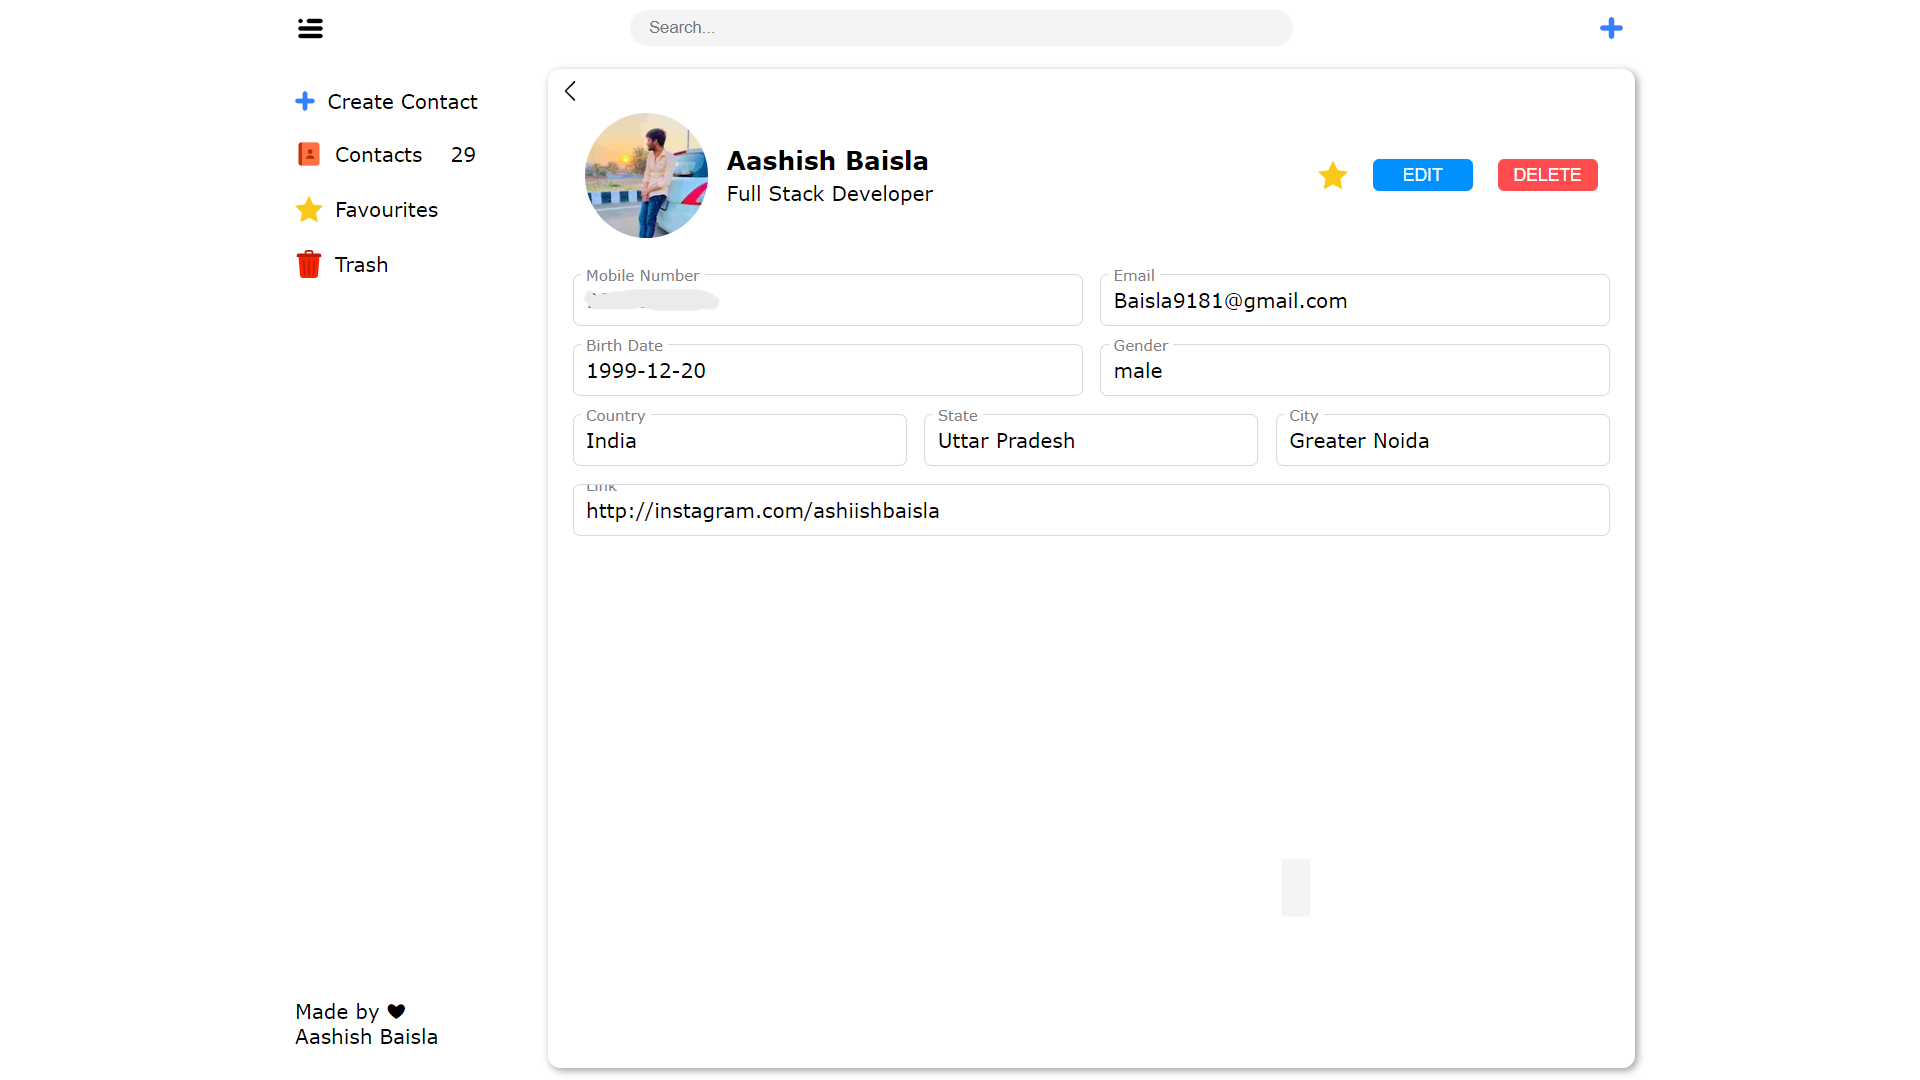 Search...
Create Contact
Contacts 29
Favourites
Trash
Aashish Baisla
Full Stack Developer
EDIT
DELETE
Mobile Number
Email
Baisla9181@gmail.com
Birth Date
1999-12-20
Gender
male
Country
India
State
Uttar Pradesh
City
Greater Noida
Link
http://instagram.com/ashiishbaisla
Made by
Aashish Baisla